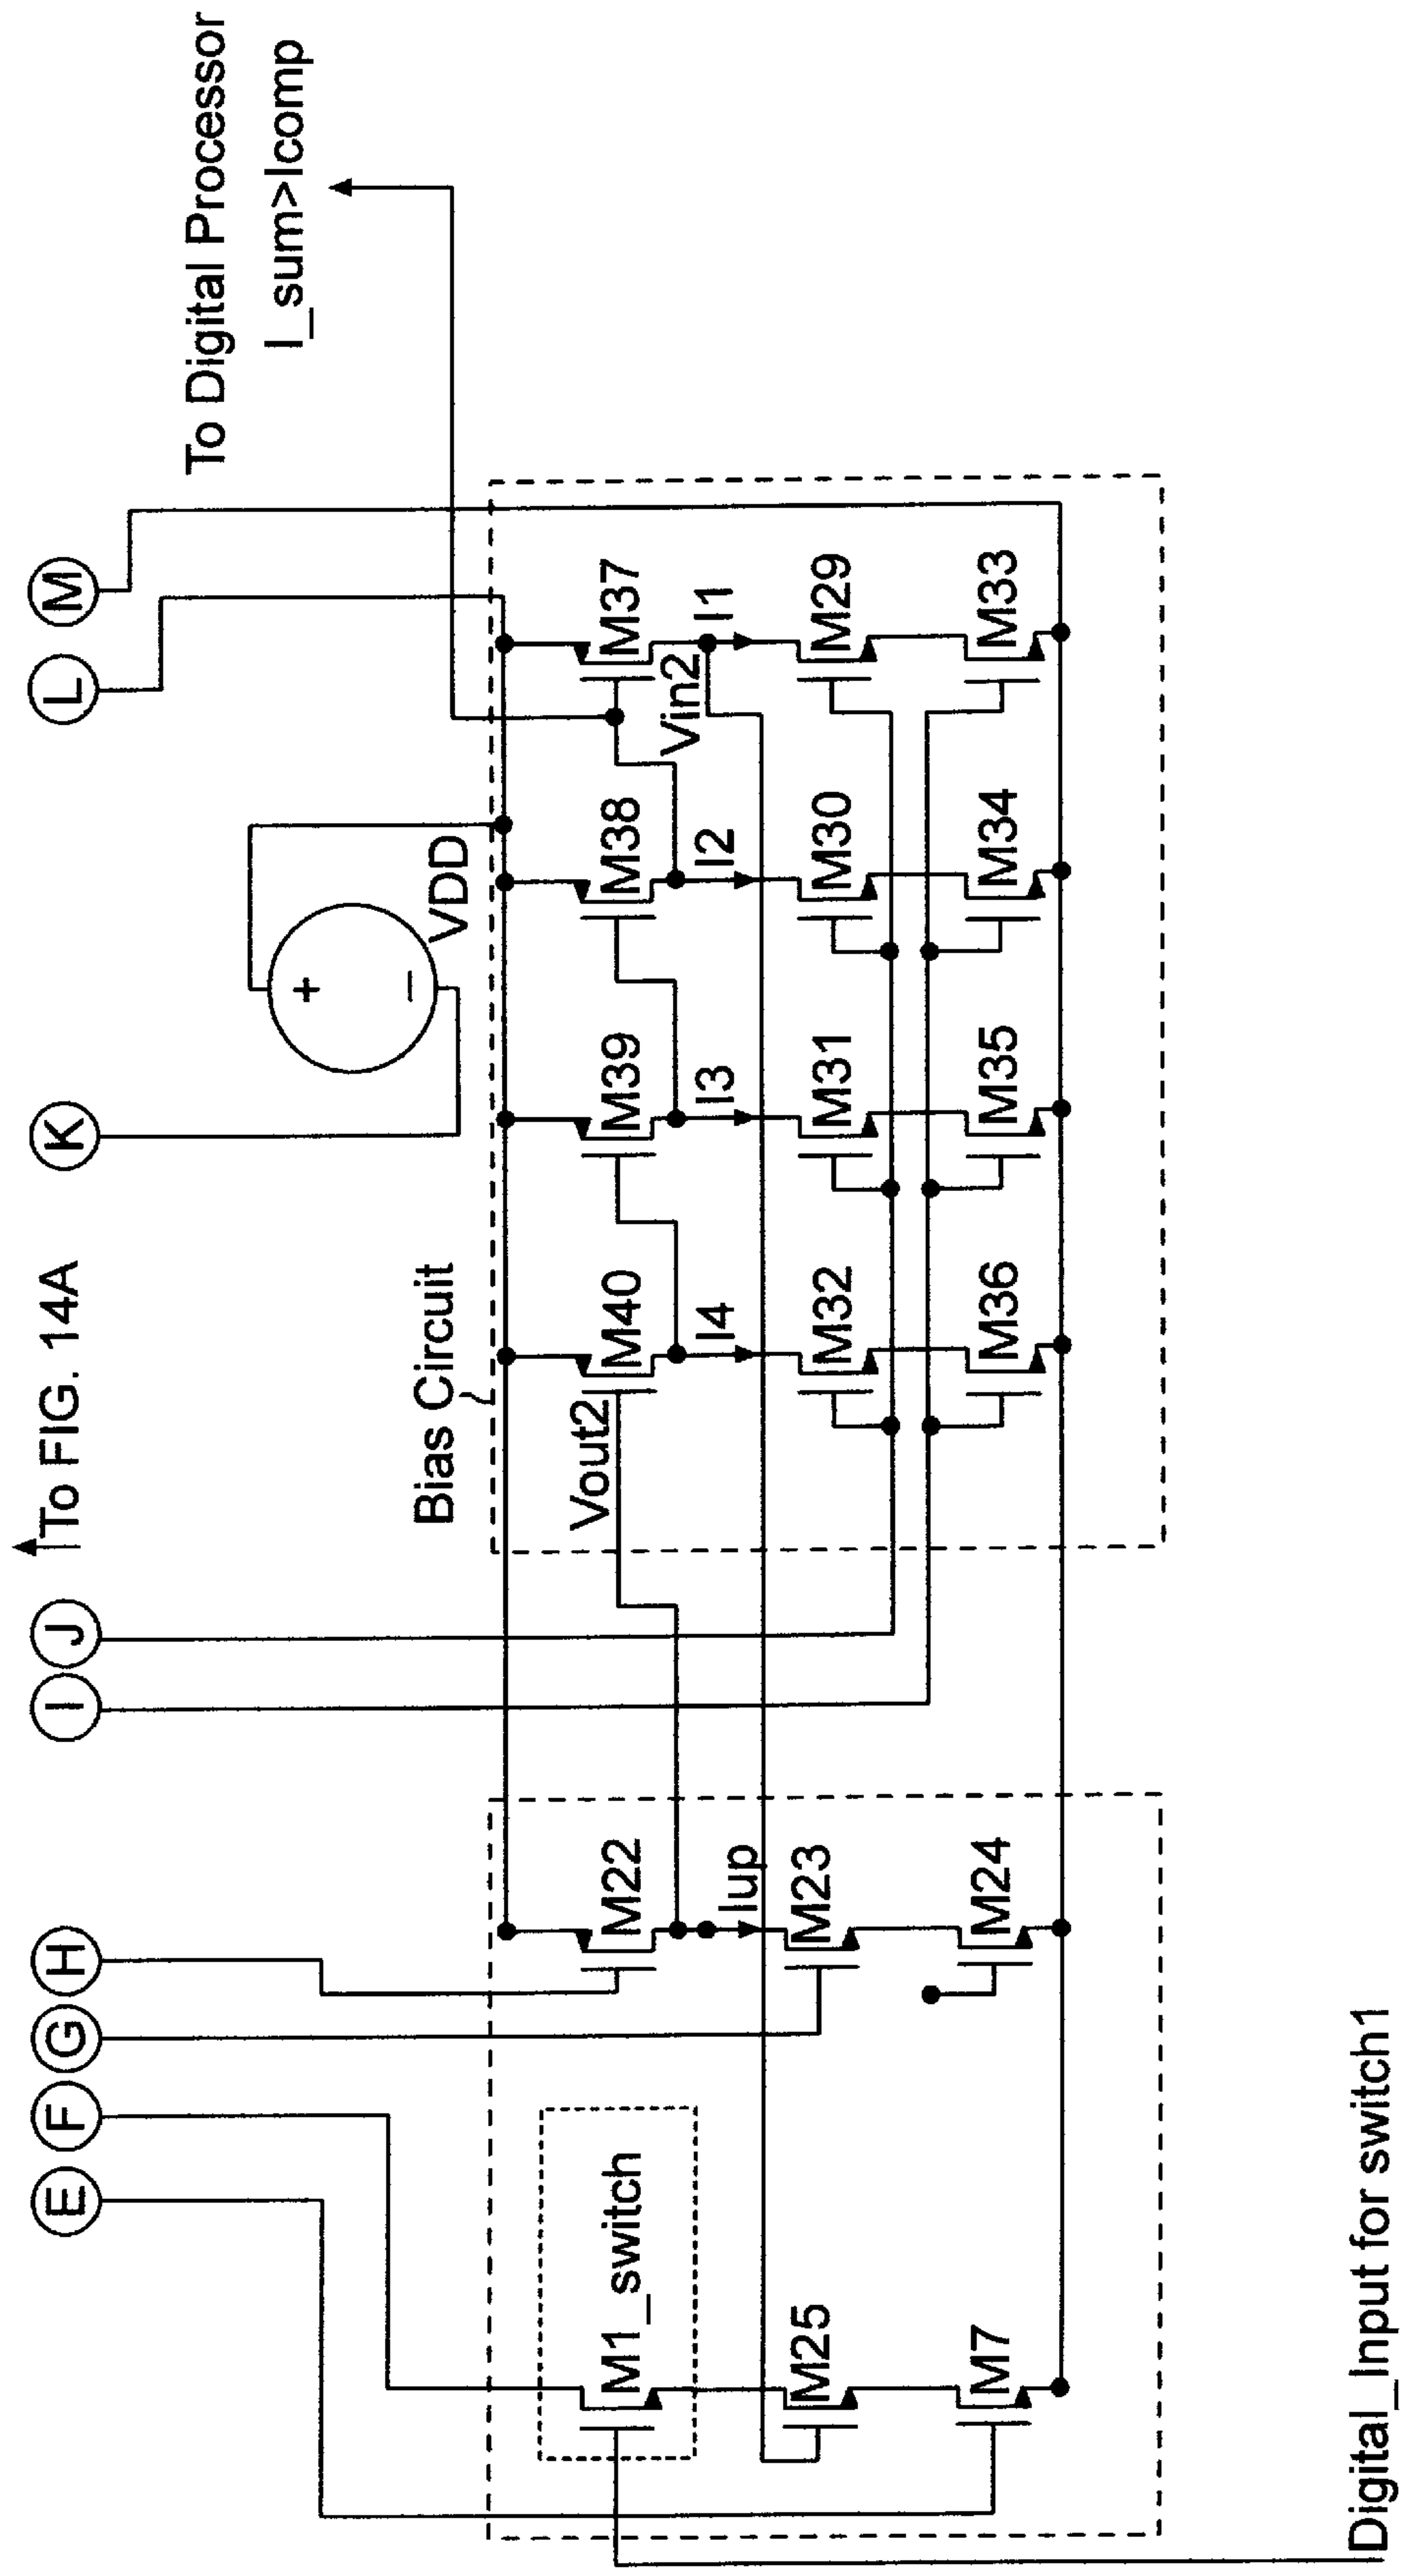 To FIG. 14A
E
F
G
H
I
J
K
L
M
To Digital Processor
I_sum>Icomp
+
−
VDD
Bias Circuit
M1_switch
M22
Vout2
M40
M39
M38
M37
Vin2
Iup
I4
I3
I2
I1
M25
M23
M32
M31
M30
M29
M7
M24
M36
M35
M34
M33
Digital_Input for switch1